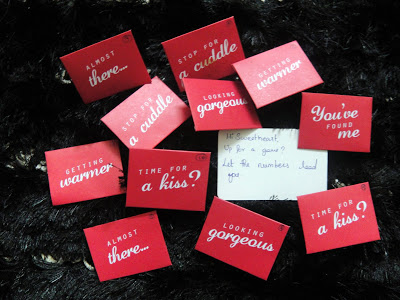 ALMOST
there...
STOP FOR
a cuddle
GETTING
warmer
LOOKING
gorgeous
STOP FOR
a cuddle
You've
found
me
Hi Sweetheart,
Up for a game?
Let the numbers lead
you.
GETTING
warmer
TIME FOR
a kiss?
TIME FOR
a kiss?
ALMOST
there...
LOOKING
gorgeous